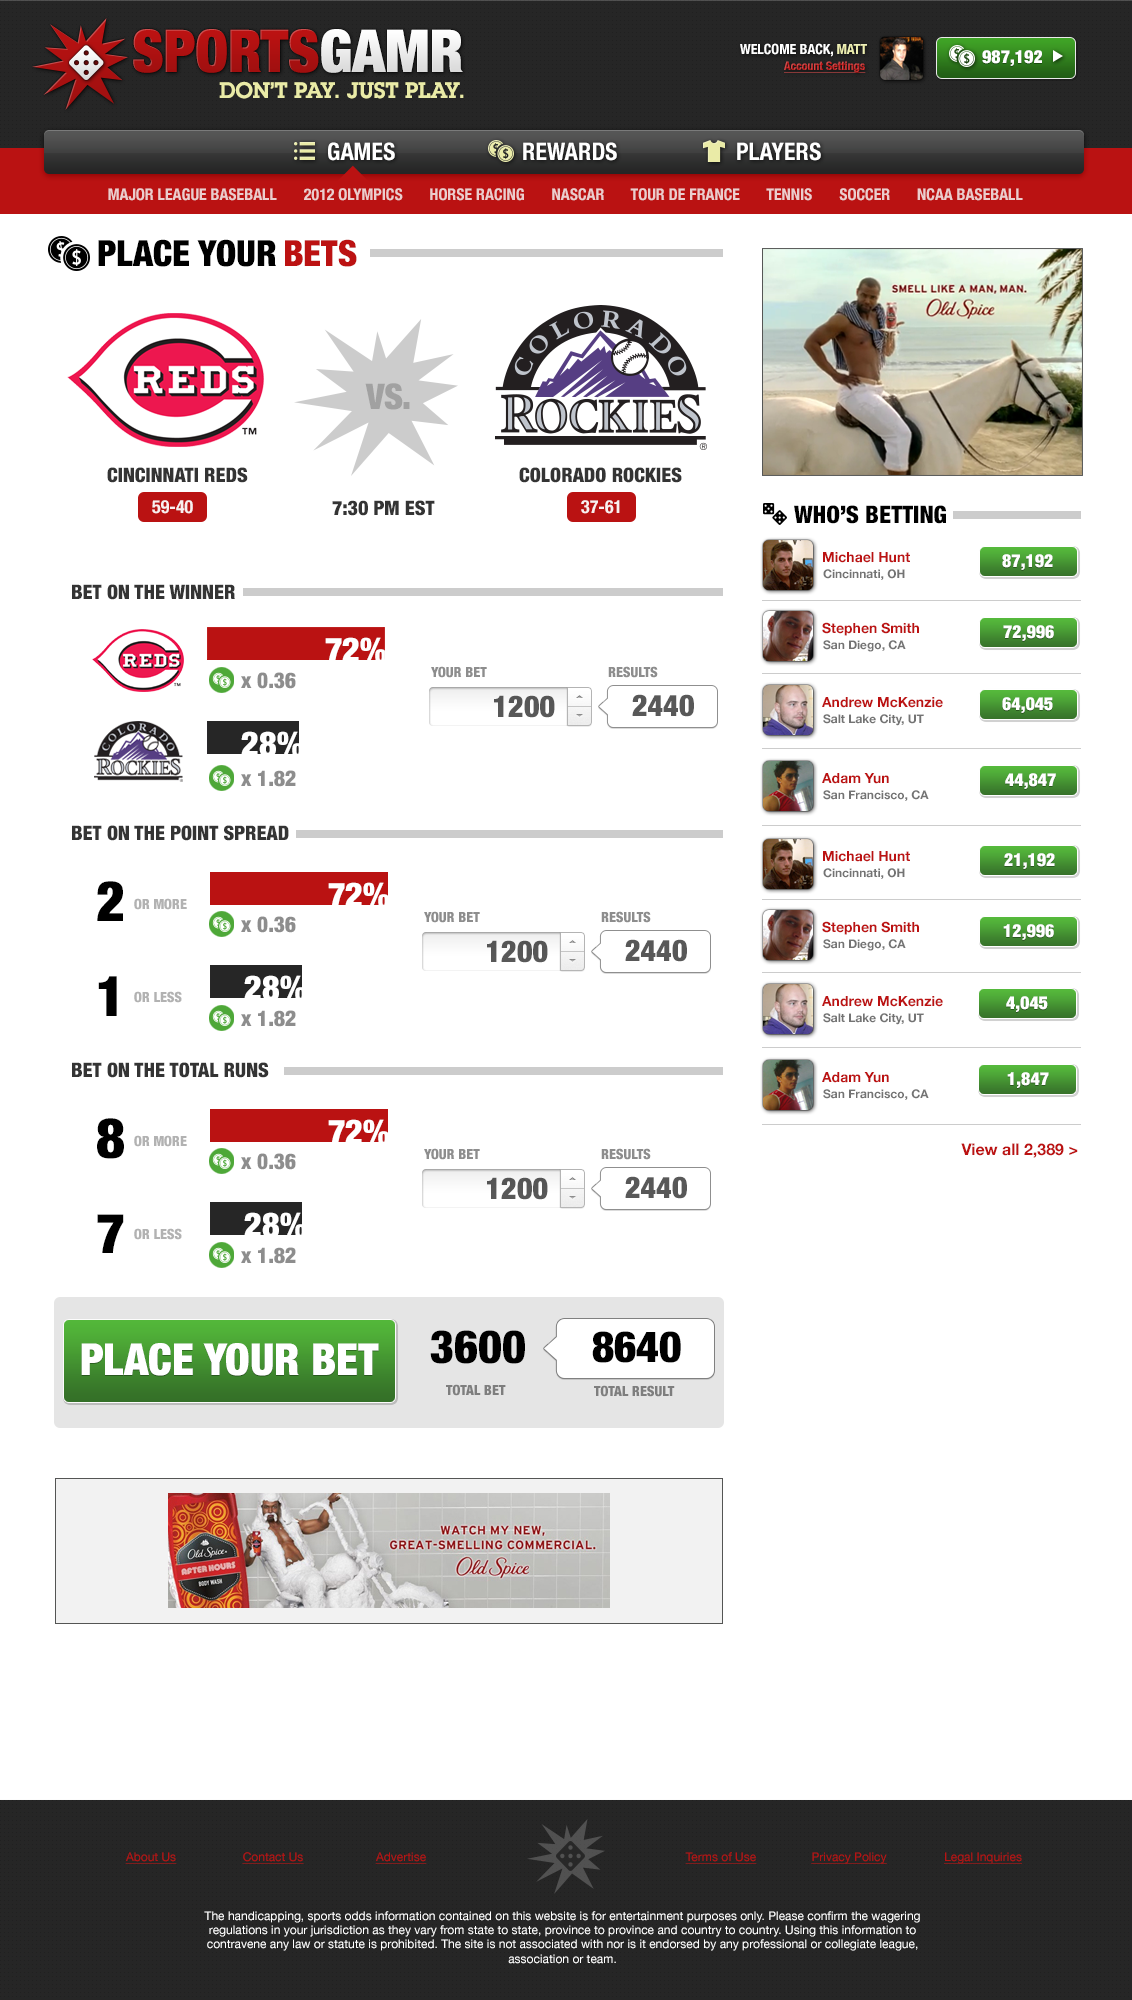 SPORTSGAMR
DON'T PAY. JUST PLAY.
WELCOME BACK, MATT
Account Settings
987,192
GAMES
REWARDS
PLAYERS
MAJOR LEAGUE BASEBALL
2012 OLYMPICS
HORSE RACING
NASCAR
TOUR DE FRANCE
TENNIS
SOCCER
NCAA BASEBALL
PLACE YOUR BETS
REDS
TM
VS.
COLORADO
ROCKIES
®
CINCINNATI REDS
59-40
7:30 PM EST
COLORADO ROCKIES
37-61
BET ON THE WINNER
REDS
72%
x 0.36
COLORADO
ROCKIES
28%
x 1.82
YOUR BET
1200
RESULTS
2440
BET ON THE POINT SPREAD
2 OR MORE
72%
x 0.36
1 OR LESS
28%
x 1.82
YOUR BET
1200
RESULTS
2440
BET ON THE TOTAL RUNS
8 OR MORE
72%
x 0.36
7 OR LESS
28%
x 1.82
YOUR BET
1200
RESULTS
2440
PLACE YOUR BET
3600
TOTAL BET
8640
TOTAL RESULT
Old Spice
AFTER HOURS
BODY WASH
WATCH MY NEW,
GREAT-SMELLING COMMERCIAL.
Old Spice
SMELL LIKE A MAN, MAN.
Old Spice
WHO'S BETTING
Michael Hunt
Cincinnati, OH
87,192
Stephen Smith
San Diego, CA
72,996
Andrew McKenzie
Salt Lake City, UT
64,045
Adam Yun
San Francisco, CA
44,847
Michael Hunt
Cincinnati, OH
21,192
Stephen Smith
San Diego, CA
12,996
Andrew McKenzie
Salt Lake City, UT
4,045
Adam Yun
San Francisco, CA
1,847
View all 2,389 >
About Us
Contact Us
Advertise
Terms of Use
Privacy Policy
Legal Inquiries
The handicapping, sports odds information contained on this website is for entertainment purposes only. Please confirm the wagering
regulations in your jurisdiction as they vary from state to state, province to province and country to country. Using this information to
contravene any law or statute is prohibited. The site is not associated with nor is it endorsed by any professional or collegiate league,
association or team.